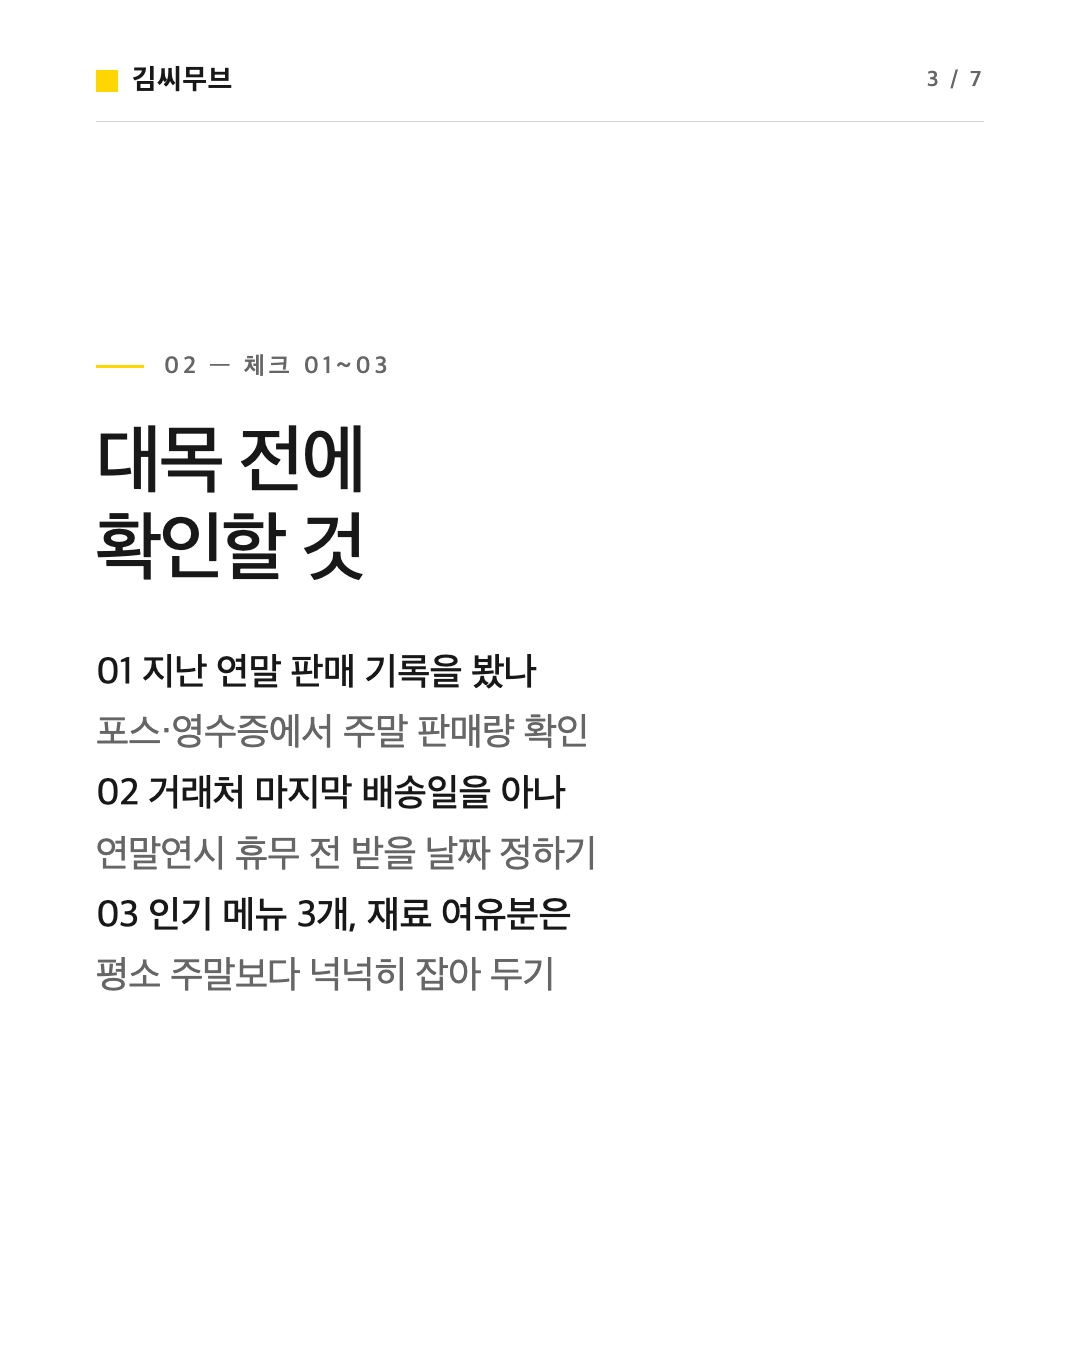 김씨무브
3 / 7
02 — 체크 01~03
대목 전에
확인할 것
01 지난 연말 판매 기록을 봤나
포스·영수증에서 주말 판매량 확인
02 거래처 마지막 배송일을 아나
연말연시 휴무 전 받을 날짜 정하기
03 인기 메뉴 3개, 재료 여유분은
평소 주말보다 넉넉히 잡아 두기